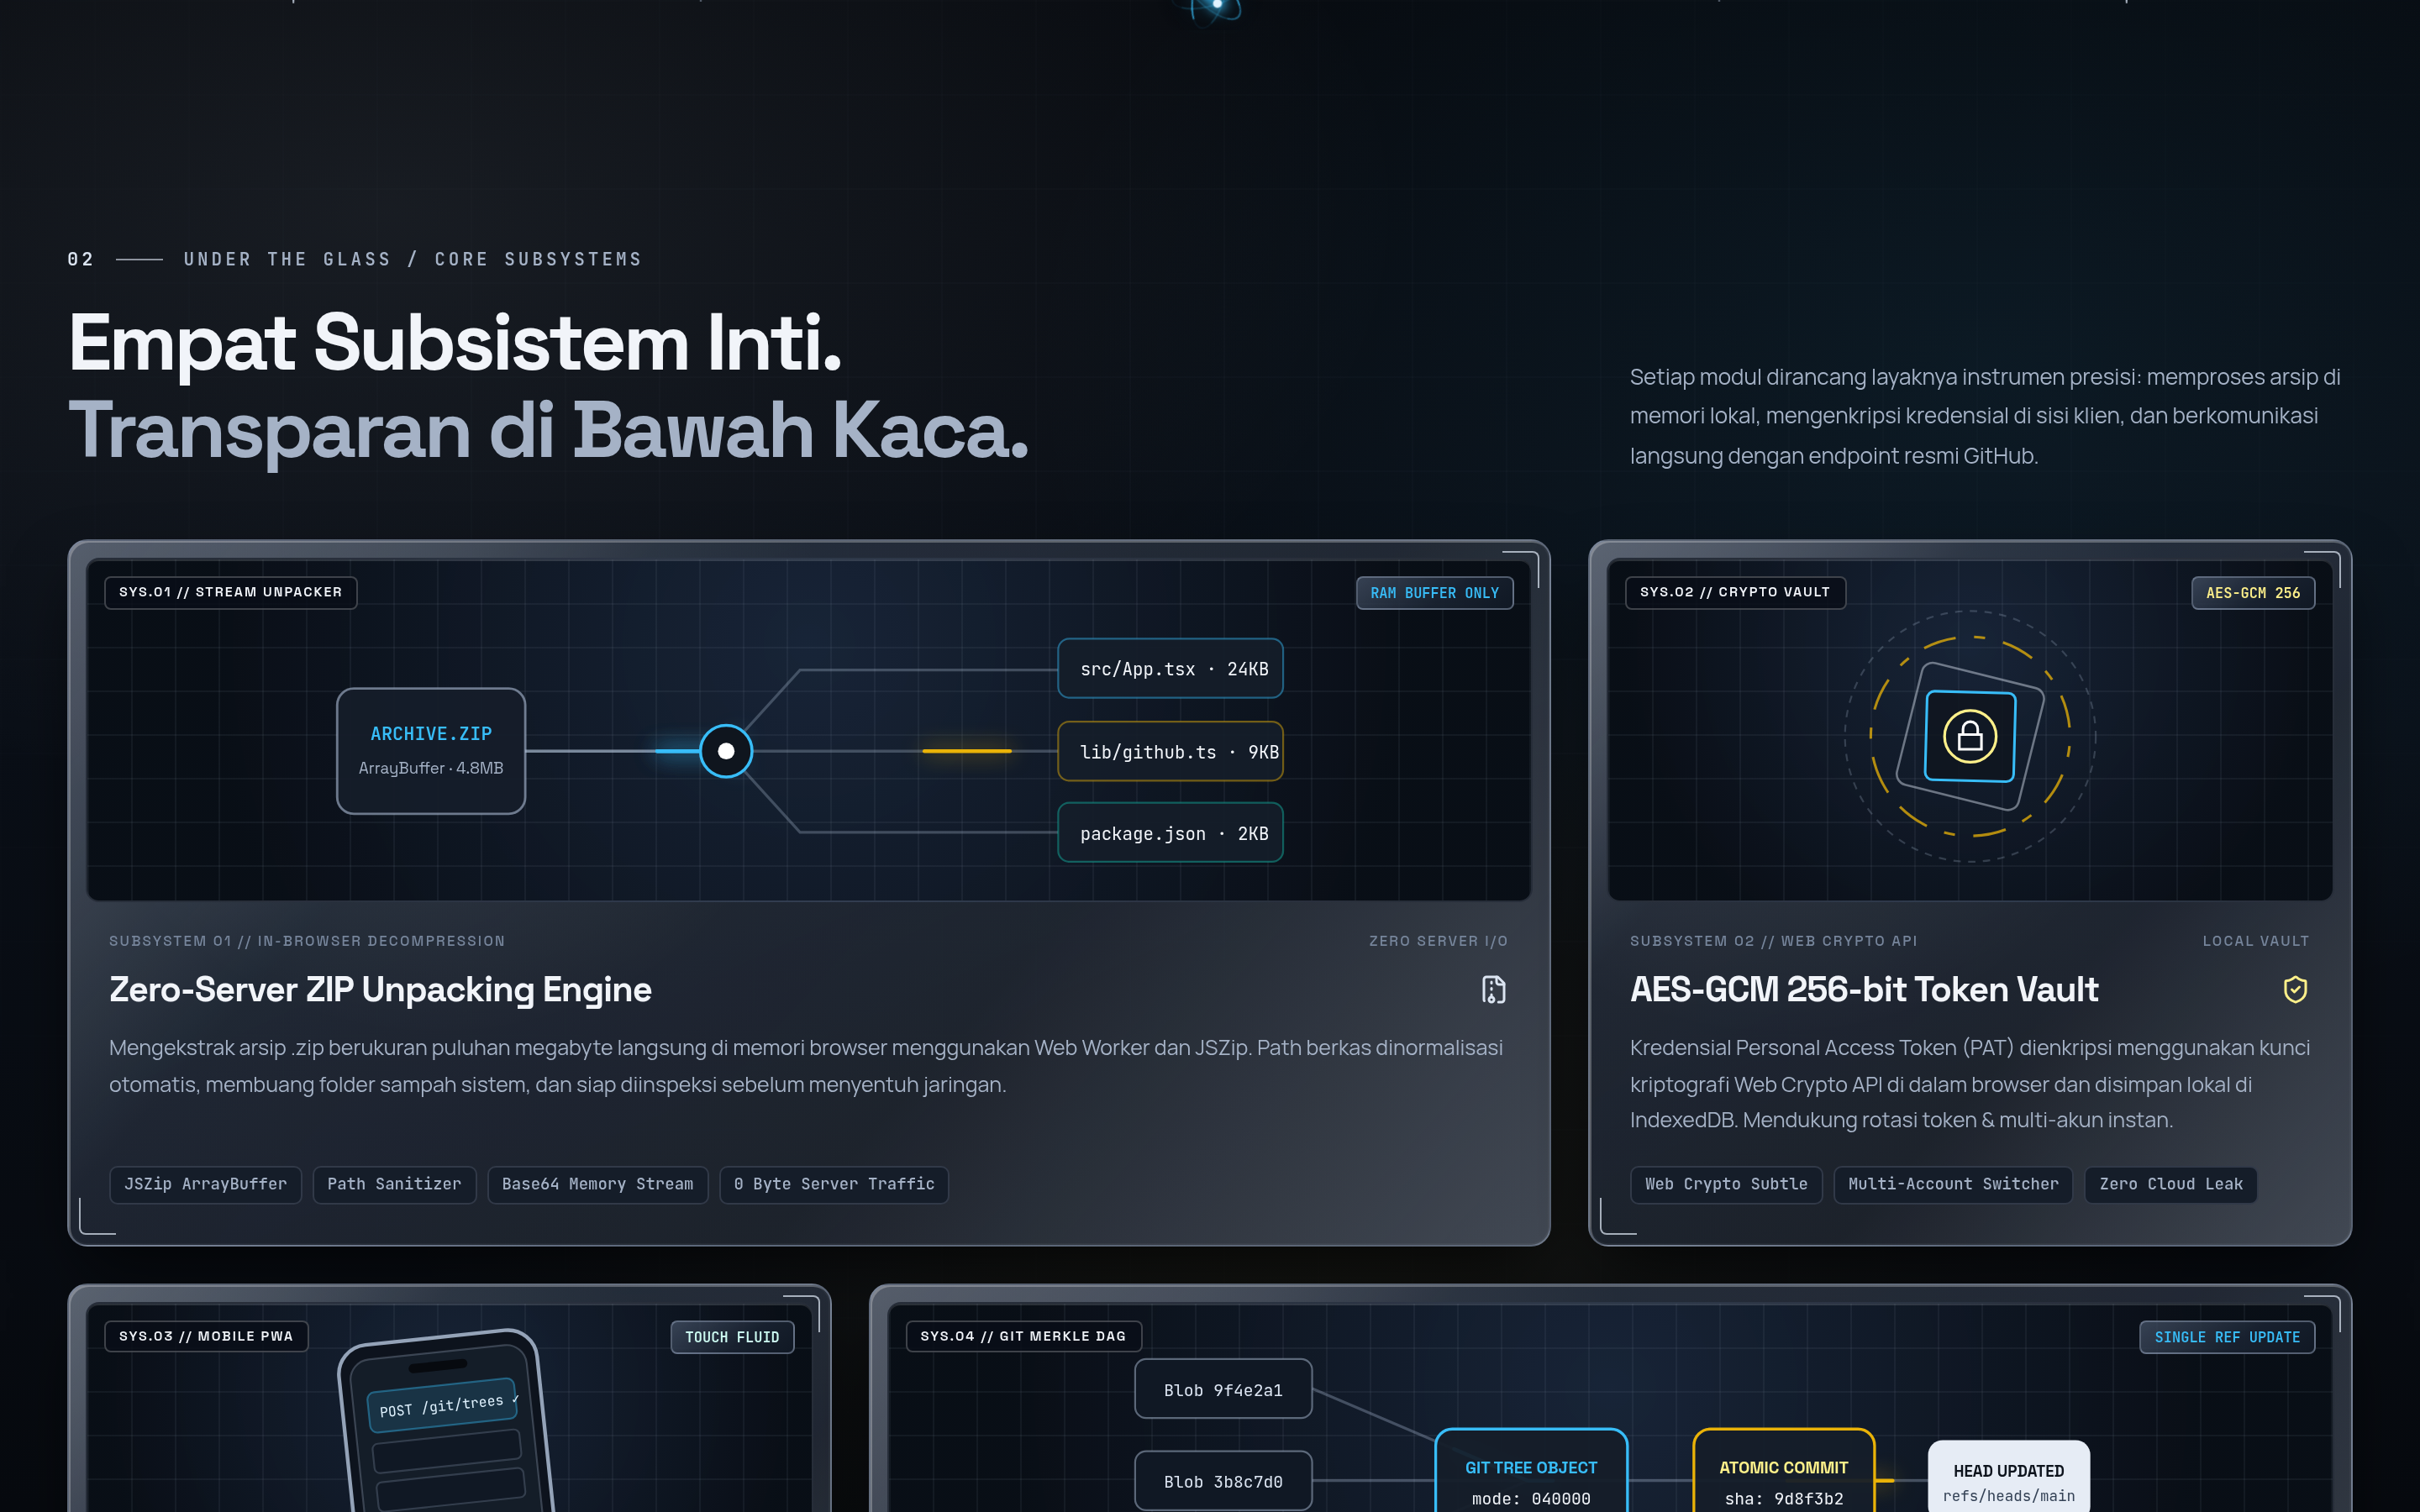 02 UNDER THE GLASS / CORE SUBSYSTEMS
Empat Subsistem Inti.
Transparan di Bawah Kaca.
Setiap modul dirancang layaknya instrumen presisi: memproses arsip di
memori lokal, mengenkripsi kredensial di sisi klien, dan berkomunikasi
langsung dengan endpoint resmi GitHub.
SYS.01 // STREAM UNPACKER
RAM BUFFER ONLY
ARCHIVE.ZIP
ArrayBuffer · 4.8MB
src/App.tsx · 24KB
lib/github.ts · 9KB
package.json · 2KB
SUBSYSTEM 01 // IN-BROWSER DECOMPRESSION
ZERO SERVER I/O
Zero-Server ZIP Unpacking Engine
Mengekstrak arsip .zip berukuran puluhan megabyte langsung di memori browser menggunakan Web Worker dan JSZip. Path berkas dinormalisasi
otomatis, membuang folder sampah sistem, dan siap diinspeksi sebelum menyentuh jaringan.
JSZip ArrayBuffer
Path Sanitizer
Base64 Memory Stream
0 Byte Server Traffic
SYS.02 // CRYPTO VAULT
AES-GCM 256
SUBSYSTEM 02 // WEB CRYPTO API
LOCAL VAULT
AES-GCM 256-bit Token Vault
Kredensial Personal Access Token (PAT) dienkripsi menggunakan kunci
kriptografi Web Crypto API di dalam browser dan disimpan lokal di
IndexedDB. Mendukung rotasi token & multi-akun instan.
Web Crypto Subtle
Multi-Account Switcher
Zero Cloud Leak
SYS.03 // MOBILE PWA
TOUCH FLUID
POST /git/trees ✓
SYS.04 // GIT MERKLE DAG
SINGLE REF UPDATE
Blob 9f4e2a1
Blob 3b8c7d0
GIT TREE OBJECT
mode: 040000
ATOMIC COMMIT
sha: 9d8f3b2
HEAD UPDATED
refs/heads/main